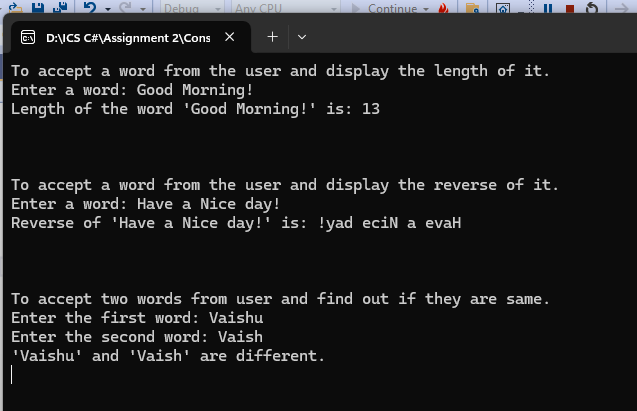 Debug
Any CPU
Continue
D:\ICS C#\Assignment 2\Cons
To accept a word from the user and display the length of it.
Enter a word: Good Morning!
Length of the word 'Good Morning!' is: 13
To accept a word from the user and display the reverse of it.
Enter a word: Have a Nice day!
Reverse of 'Have a Nice day!' is: !yad eciN a evaH
To accept two words from user and find out if they are same.
Enter the first word: Vaishu
Enter the second word: Vaish
'Vaishu' and 'Vaish' are different.